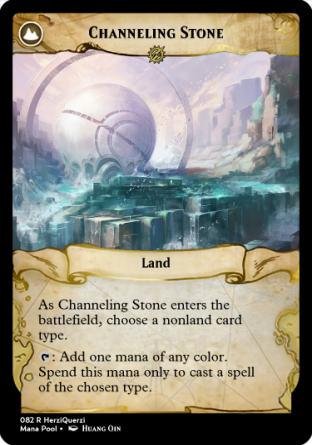 Channeling Stone
Land
As Channeling Stone enters the
battlefield, choose a nonland card
type.
: Add one mana of any color.
Spend this mana only to cast a spell
of the chosen type.
082 R HerziQuerzi
Mana Pool • Huang Qin